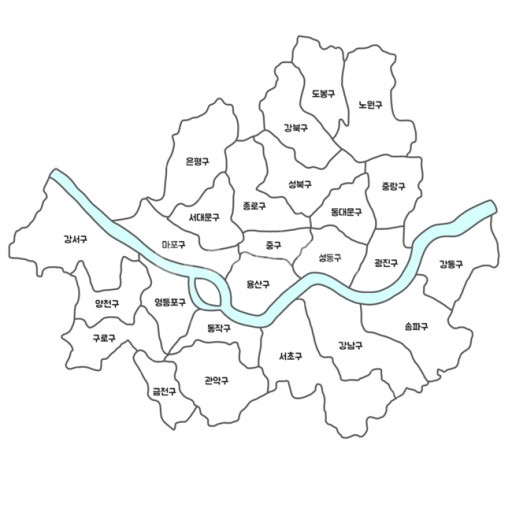 도봉구
노원구
강북구
은평구
성북구
중랑구
종로구
동대문구
서대문구
강서구
마포구
중구
성동구
광진구
강동구
용산구
양천구
영등포구
동작구
송파구
구로구
서초구
강남구
관악구
금천구